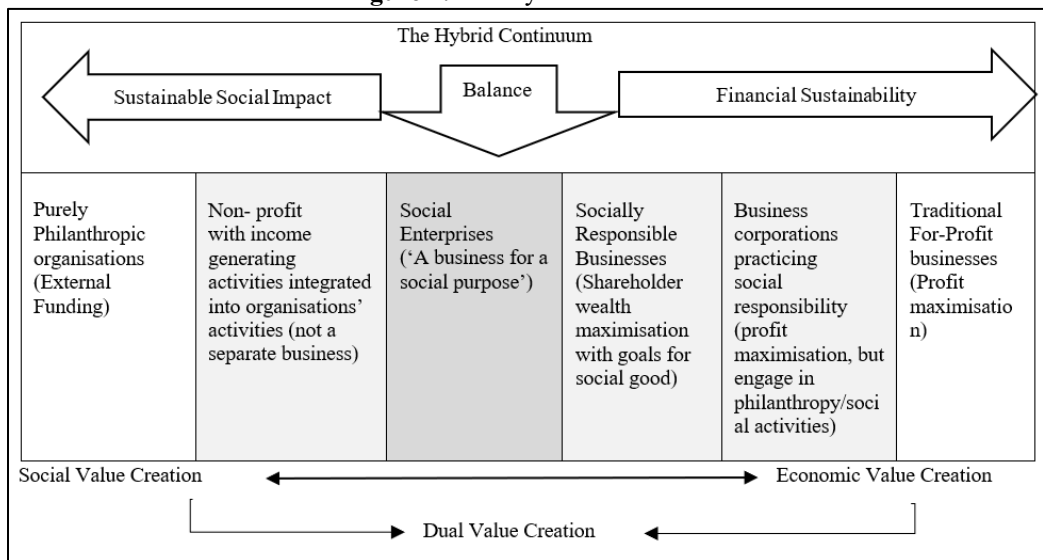 The Hybrid Continuum
Sustainable Social Impact
Balance
Financial Sustainability
Purely
Philanthropic
organisations
(External
Funding)
Non- profit
with income
generating
activities integrated
into organisations’
activities (not a
separate business)
Social
Enterprises
(‘A business for a
social purpose’)
Socially
Responsible
Businesses
(Shareholder
wealth
maximisation
with goals for
social good)
Business
corporations
practicing
social
responsibility
(profit
maximisation, but
engage in
philanthropy/soci
al activities)
Traditional
For-Profit
businesses
(Profit
maximisatio
n)
Social Value Creation
Economic Value Creation
Dual Value Creation